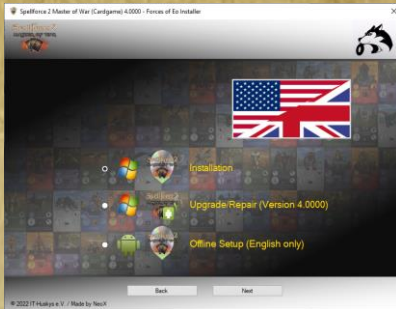 Spellforce 2 Master of War (Cardgame) 4.0000 - Forces of Eo Installer
Installation
Upgrade/Repair (Version 4.0000)
Offline Setup (English only)
Back
Next
© 2022 IT-Huskys e.V. / Made by NeoX